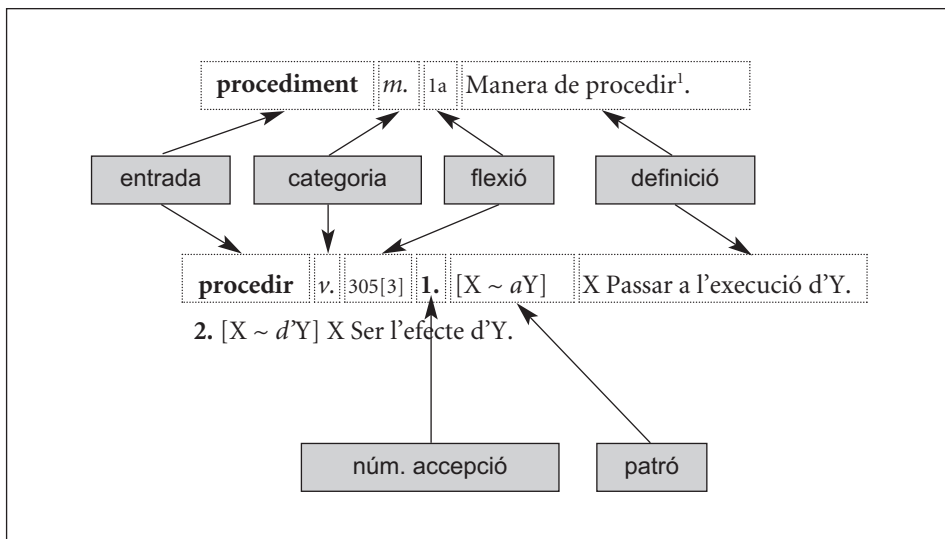 procediment m. 1a Manera de procedir¹.
entrada categoria flexió definició
procedir v. 305[3] 1. [X ~ aY] X Passar a l’execució d’Y.
2. [X ~ d’Y] X Ser l’efecte d’Y.
núm. accepció patró